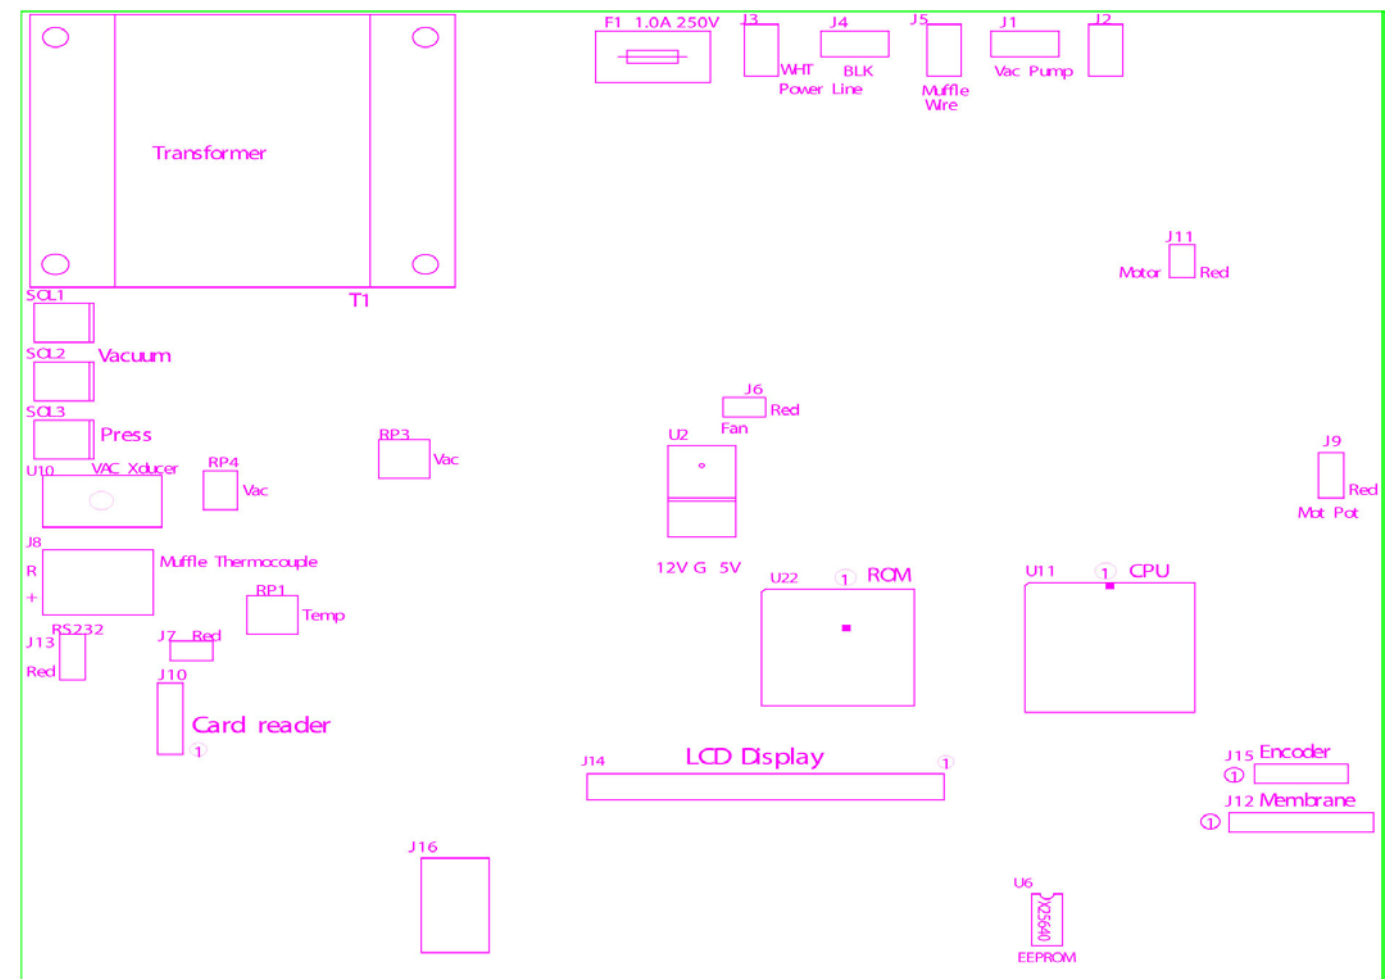 F1 1.0A 250V
J3
J4
J5
J1
J2
WHT
BLK
Power Line
Muffle
Wire
Vac Pump
Transformer
T1
J11
Motor
Red
SOL1
SOL2
Vacuum
SOL3
Press
J6
Red
Fan
RP3
Vac
U2
J9
Red
Mot Pot
U10
VAC Xducer
RP4
Vac
J8
R
+
Muffle Thermocouple
12V G 5V
RP1
Temp
U22
1
ROM
U11
1
CPU
RS232
J13
Red
J7 Red
J10
Card reader
1
J14
LCD Display
1
J15 Encoder
1
J12 Membrane
1
J16
U6
X25640
EEPROM